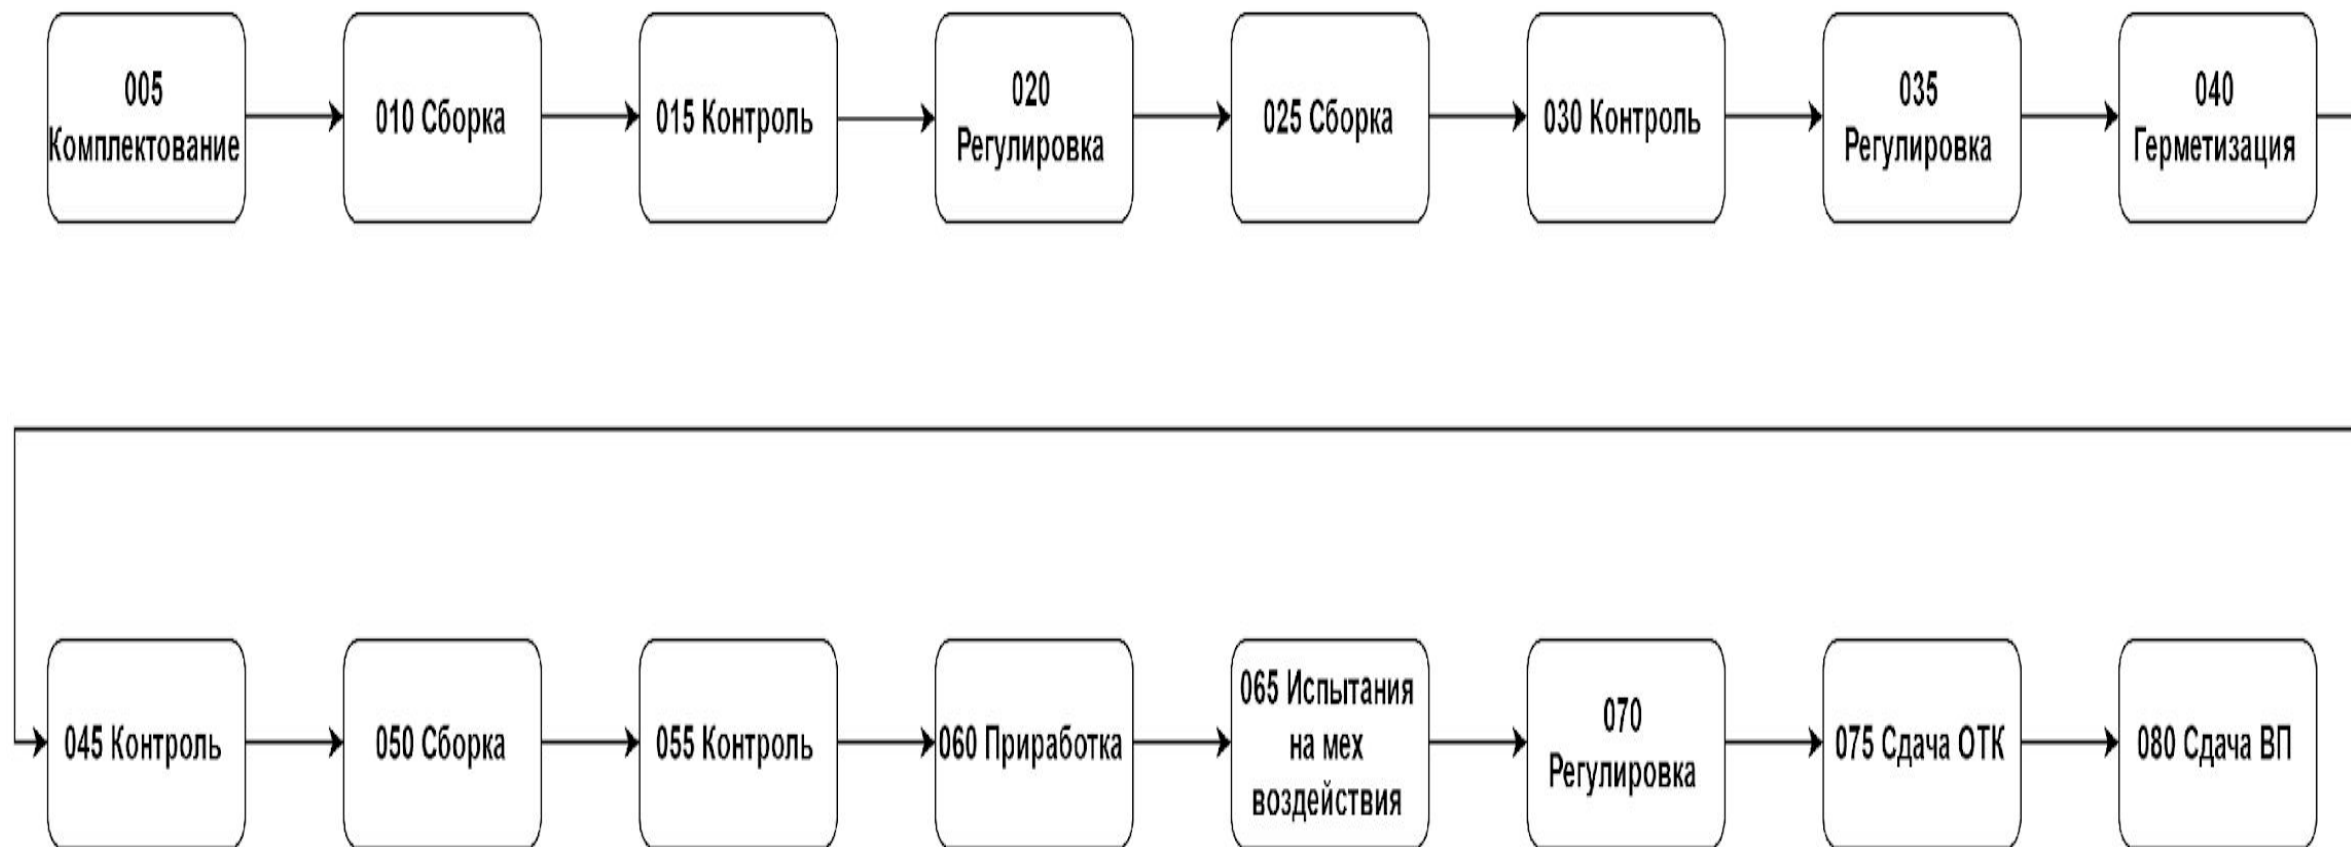 005
Комплектование
010 Сборка
015 Контроль
020
Регулировка
025 Сборка
030 Контроль
035
Регулировка
040
Герметизация
045 Контроль
050 Сборка
055 Контроль
060 Приработка
065 Испытания
на мех
воздействия
070
Регулировка
075 Сдача ОТК
080 Сдача ВП